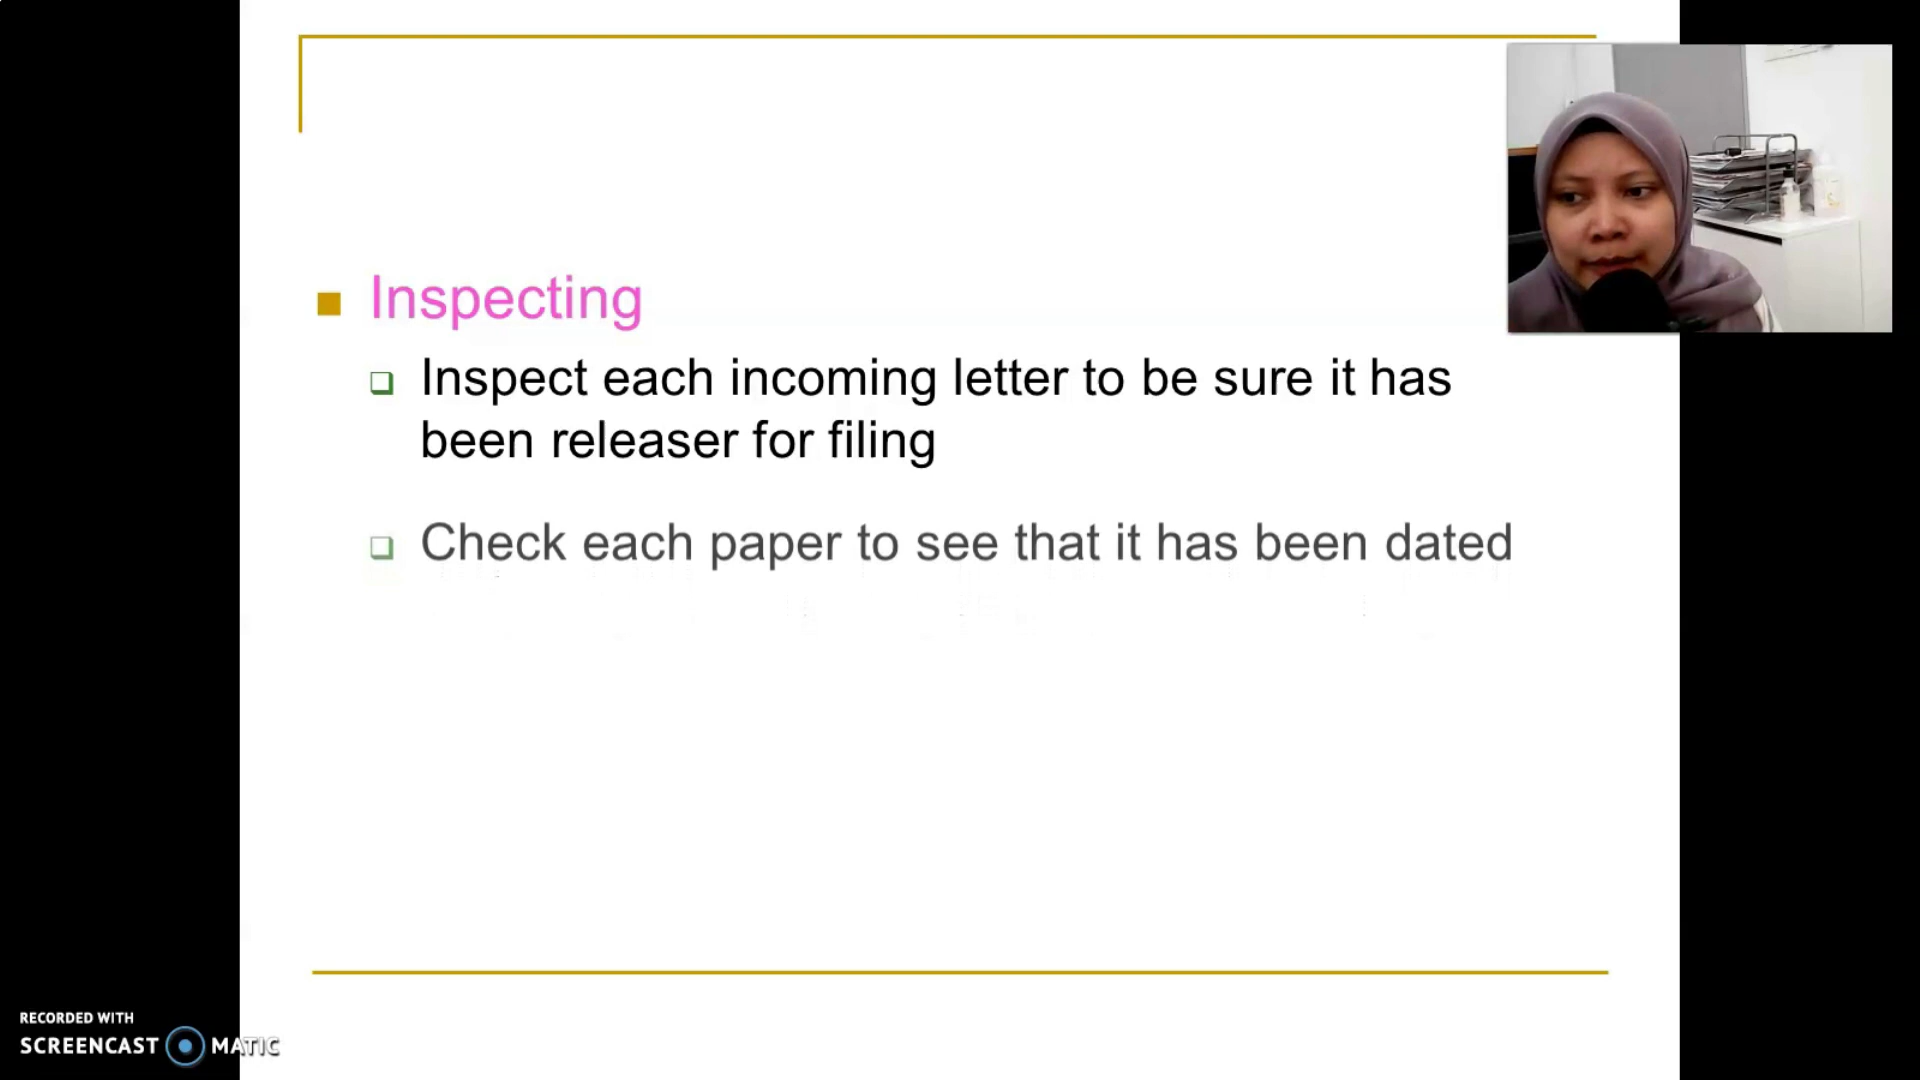 Inspecting
Inspect each incoming letter to be sure it has
been releaser for filing
Check each paper to see that it has been dated
RECORDED WITH
SCREENCAST MATIC